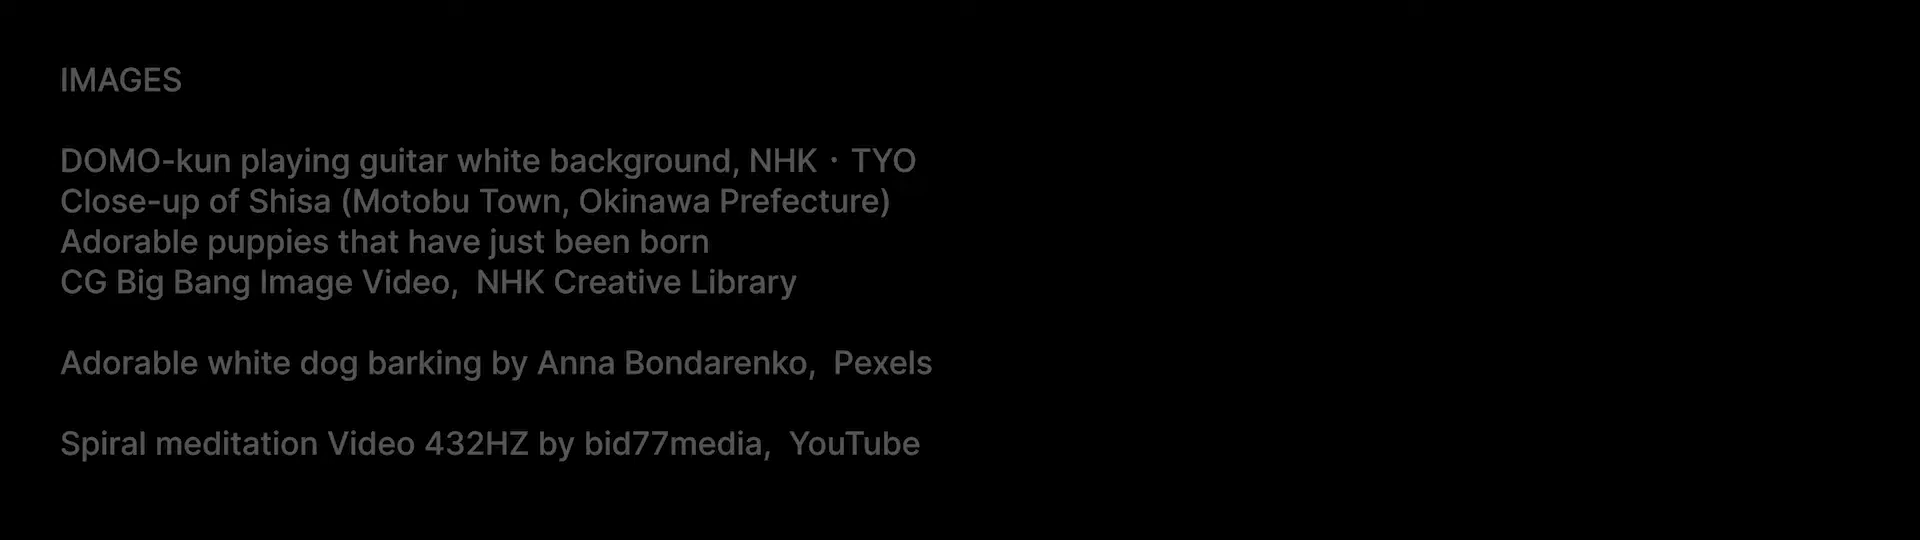 IMAGES
DOMO-kun playing guitar white background, NHK・TYO
Close-up of Shisa (Motobu Town, Okinawa Prefecture)
Adorable puppies that have just been born
CG Big Bang Image Video,  NHK Creative Library
Adorable white dog barking by Anna Bondarenko,  Pexels
Spiral meditation Video 432HZ by bid77media,  YouTube